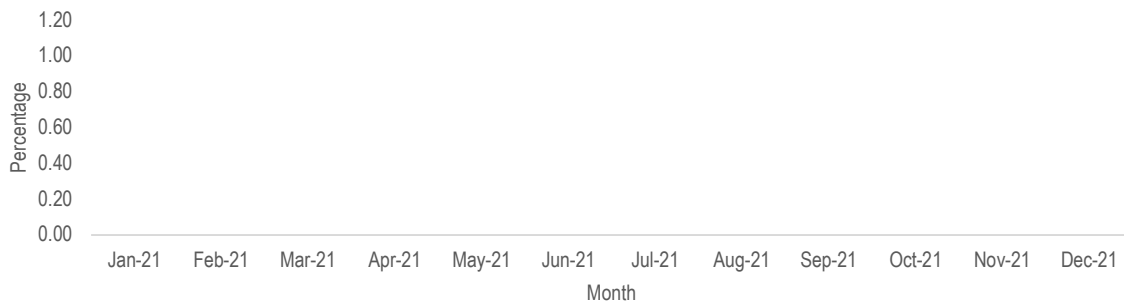 1.20
1.00
0.80
0.60
0.40
0.20
0.00
Percentage
Jan-21 Feb-21 Mar-21 Apr-21 May-21 Jun-21 Jul-21 Aug-21 Sep-21 Oct-21 Nov-21 Dec-21
Month